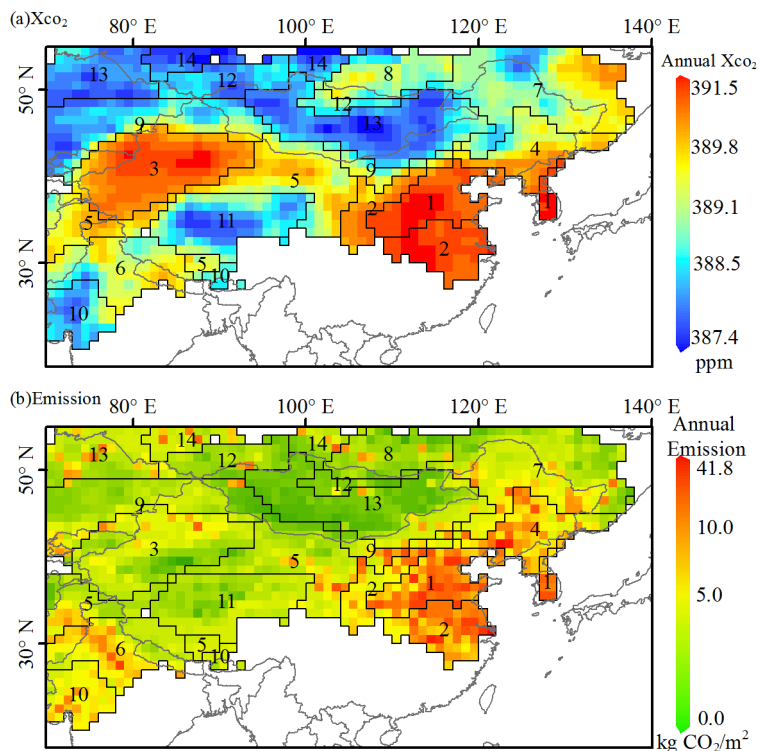 (a)Xco₂
80° E
100° E
120° E
140° E
50° N
30° N
13
14
12
14
8
7
12
13
9
4
3
9
5
5
2
1
1
11
2
6
5
10
10
Annual Xco₂
391.5
389.8
389.1
388.5
387.4
ppm
(b)Emission
80° E
100° E
120° E
140° E
50° N
30° N
13
14
12
14
8
7
12
13
9
4
3
9
5
5
2
1
1
11
2
6
5
10
10
Annual
Emission
41.8
10.0
5.0
0.0
kg CO₂/m²